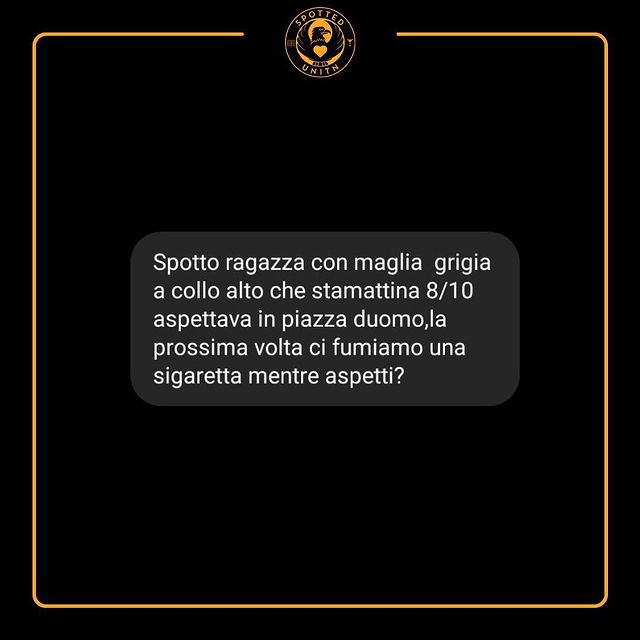 SPOTTED
UNITN
Spotto ragazza con maglia  grigia
a collo alto che stamattina 8/10
aspettava in piazza duomo,la
prossima volta ci fumiamo una
sigaretta mentre aspetti?